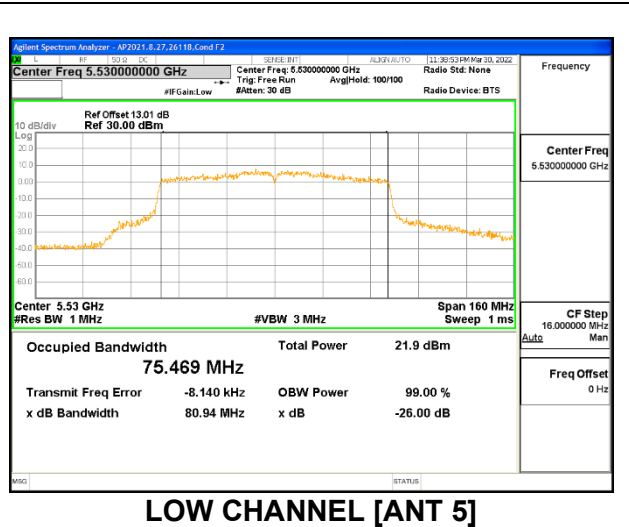 Agilent Spectrum Analyzer - AP2021.8.27,26118,Cond F2
L RF 50 Ω DC SENSE:INT ALIGN AUTO 11:38:53 PM Mar 30, 2022
Center Freq 5.530000000 GHz Center Freq: 5.530000000 GHz Radio Std: None
Trig: Free Run Avg|Hold: 100/100
#IFGain:Low #Atten: 30 dB Radio Device: BTS
Frequency
Ref Offset 13.01 dB
10 dB/div Ref 30.00 dBm
Log
20.0
10.0
0.00
-10.0
-20.0
-30.0
-40.0
-50.0
-60.0
Center 5.53 GHz Span 160 MHz
#Res BW 1 MHz #VBW 3 MHz Sweep 1 ms
Occupied Bandwidth Total Power 21.9 dBm
75.469 MHz
Transmit Freq Error -8.140 kHz OBW Power 99.00 %
x dB Bandwidth 80.94 MHz x dB -26.00 dB
Center Freq
5.530000000 GHz
CF Step
16.000000 MHz
Auto Man
Freq Offset
0 Hz
MSG STATUS
LOW CHANNEL [ANT 5]